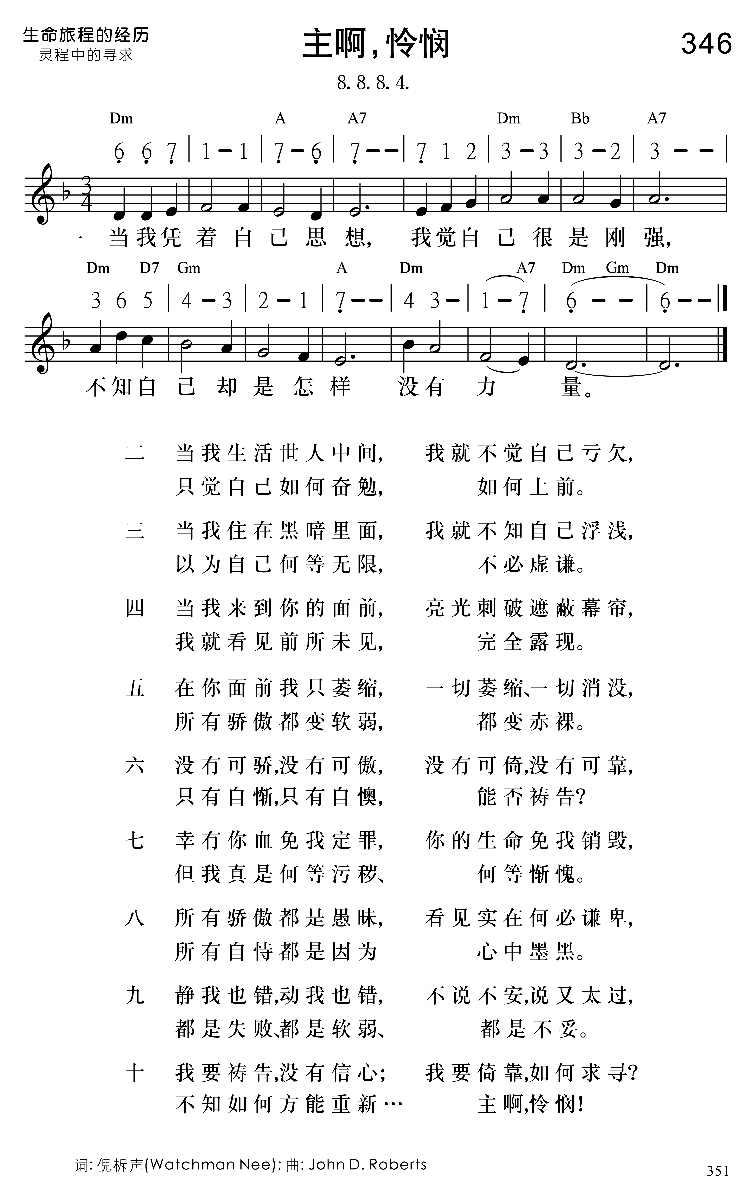 生命旅程的经历
灵程中的寻求
主啊,怜悯
346
8. 8. 8. 4.
Dm A A7 Dm Bb A7
6 6 7 | 1 - 1 | 7 - 6 | 7 - - | 7 1 2 | 3 - 3 | 3 - 2 | 3 - -
3
4
当我凭着自己思想, 我觉自己很是刚强,
Dm D7 Gm A Dm A7 Dm Gm Dm
3 6 5 | 4 - 3 | 2 - 1 | 7 - - | 4 3 - | 1 - 7 | 6 - - | 6 - -
不知自己却是怎样 没有力量。
二 当我生活世人中间, 我就不觉自己亏欠,
只觉自己如何奋勉, 如何上前。
三 当我住在黑暗里面, 我就不知自己浮浅,
以为自己何等无限, 不必虚谦。
四 当我来到你的面前, 亮光刺破遮蔽幕帘,
我就看见前所未见, 完全露现。
五 在你面前我只萎缩, 一切萎缩、一切消没,
所有骄傲都变软弱, 都变赤裸。
六 没有可骄,没有可傲, 没有可倚,没有可靠,
只有自惭,只有自懊, 能否祷告?
七 幸有你血免我定罪, 你的生命免我销毁,
但我真是何等污秽、 何等惭愧。
八 所有骄傲都是愚昧, 看见实在何必谦卑,
所有自恃都是因为 心中墨黑。
九 静我也错,动我也错, 不说不安,说又太过,
都是失败、都是软弱、 都是不妥。
十 我要祷告,没有信心; 我要倚靠,如何求寻?
不知如何方能重新… 主啊,怜悯!
词: 倪柝声(Watchman Nee); 曲: John D. Roberts
351